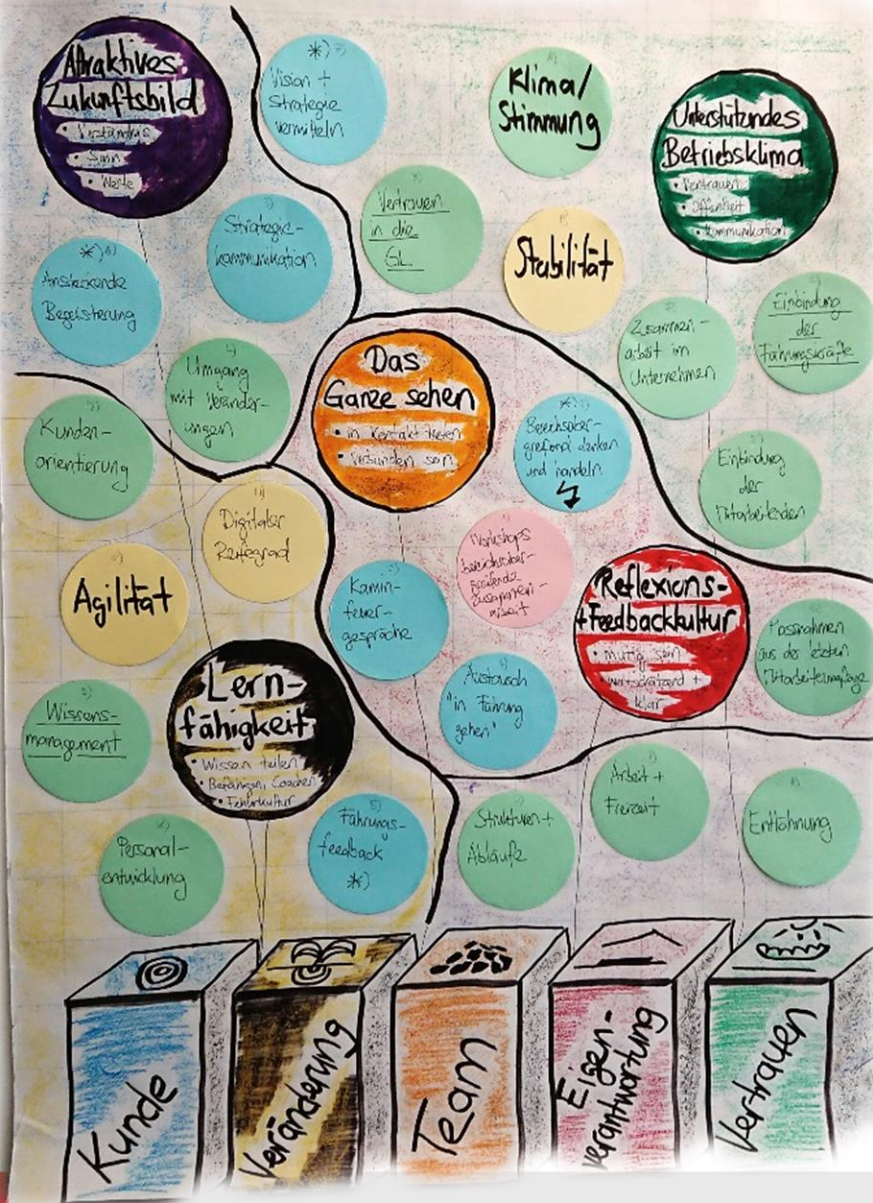 Attraktives
Zukunftsbild
• Verständnis
• Sinn
• Werte
*)
Vision +
Strategie
vermitteln
Klima/
Stimmung
Unterstützendes
Betriebsklima
• Vertrauen
• Offenheit
• Kommunikation
Vertrauen
in die
GL
Strategie-
kommunikation
Stabilität
*)
Ansteckende
Begeisterung
Zusammen-
arbeit im
Unternehmen
Einbindung
der
Führungskräfte
Umgang
mit Veränder-
ungen
Das
Ganze sehen
• in Kontakt treten
• Verbunden sein
*)
Bereichsüber-
greifend denken
und handeln
Kunden-
orientierung
Einbindung
der
Mitarbeitenden
Digitaler
Reifegrad
Workshops
bereichsüber-
greifende
Zusammen-
arbeit
Agilität
Kamin-
feuer-
gespräche
Reflexions-
+Feedbackkultur
• mutig sein
wertschätzend +
klar
Massnahmen
aus der letzten
Mitarbeiterumfrage
Lern-
fähigkeit
• Wissen teilen
• Befähigen, Coachen
• Fehlerkultur
Austausch
"in Führung
gehen"
Wissens-
management
Arbeit +
Freizeit
Personal-
entwicklung
Führungs-
feedback
*)
Strukturen +
Abläufe
Entlöhnung
Kunde
Veränderung
Team
Eigen-
verantwortung
Vertrauen